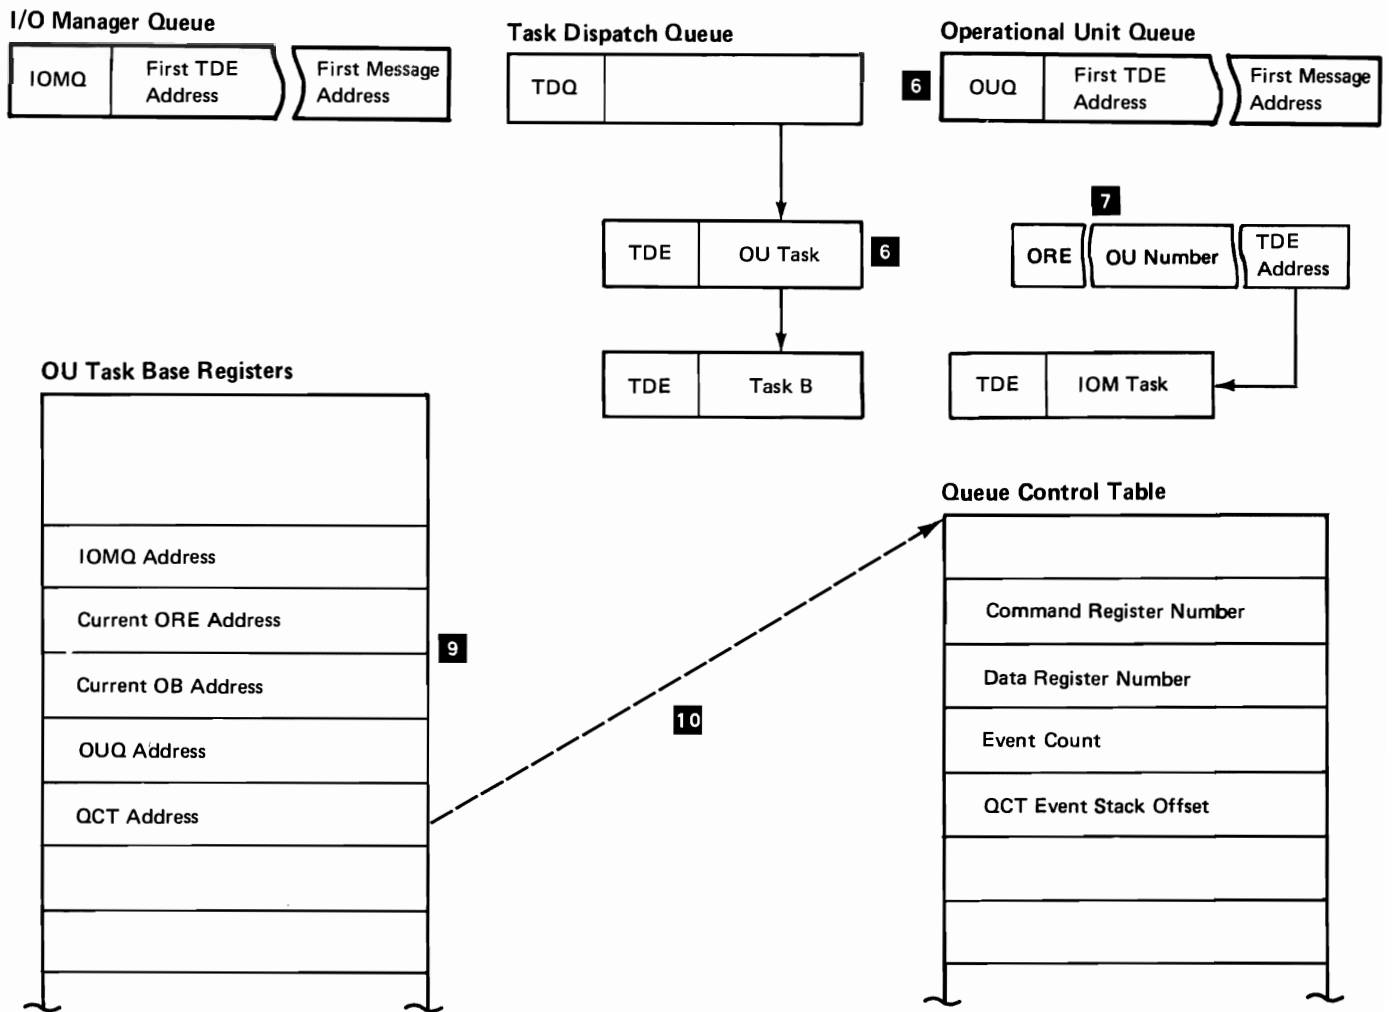 I/O Manager Queue
IOMQ
First TDE
Address
First Message
Address
Task Dispatch Queue
TDQ
Operational Unit Queue
6
OUQ
First TDE
Address
First Message
Address
7
TDE
OU Task
6
ORE
OU Number
TDE
Address
TDE
Task B
TDE
IOM Task
OU Task Base Registers
IOMQ Address
Current ORE Address
9
Current OB Address
OUQ Address
QCT Address
10
Queue Control Table
Command Register Number
Data Register Number
Event Count
QCT Event Stack Offset